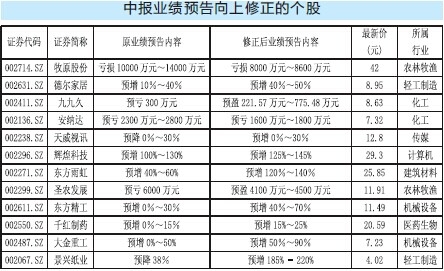 中报业绩预告向上修正的个股
证券代码 证券简称 原业绩预告内容 修正后业绩预告内容 最新价(元) 所属行业
002714.SZ 牧原股份 亏损 10000 万元~14000 万元 亏损 8000 万元~8600 万元 42 农林牧渔
002631.SZ 德尔家居 预增 10%~40% 预增 40%~50% 8.95 轻工制造
002411.SZ 九九久 预亏 300 万元 预盈 221.57 万元~775.48 万元 8.63 化工
002136.SZ 安纳达 预亏 2300 万元~2800 万元 预亏 1600 万元~1800 万元 7.32 化工
002238.SZ 天威视讯 预降 0%~30% 预增 0%~30% 12.8 传媒
002296.SZ 辉煌科技 预增 100%~130% 预增 125%~145% 29.3 计算机
002271.SZ 东方雨虹 预增 40%~60% 预增 120%~140% 25.85 建筑材料
002299.SZ 圣农发展 预亏 6000 万元 预盈 4100 万元~4500 万元 11.91 农林牧渔
002611.SZ 东方精工 预增 0%~30% 预增 40%~70% 11.49 机械设备
002550.SZ 千红制药 预增 0%~15% 预增 15%~25% 20.59 医药生物
002487.SZ 大金重工 预增 0%~50% 预增 50%~90% 7.23 机械设备
002067.SZ 景兴纸业 预降 38% 预增 185% - 220% 4.02 轻工制造